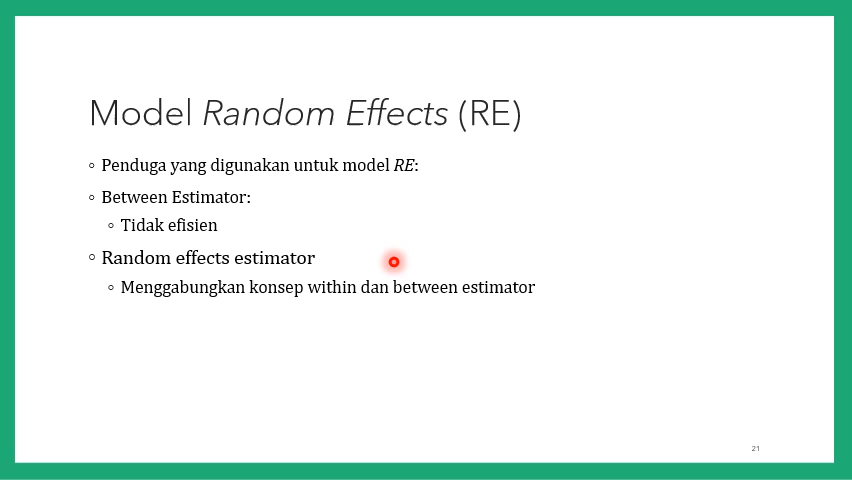 Model Random Effects (RE)
◦ Penduga yang digunakan untuk model RE:
◦ Between Estimator:
◦ Tidak efisien
◦ Random effects estimator
◦ Menggabungkan konsep within dan between estimator
21